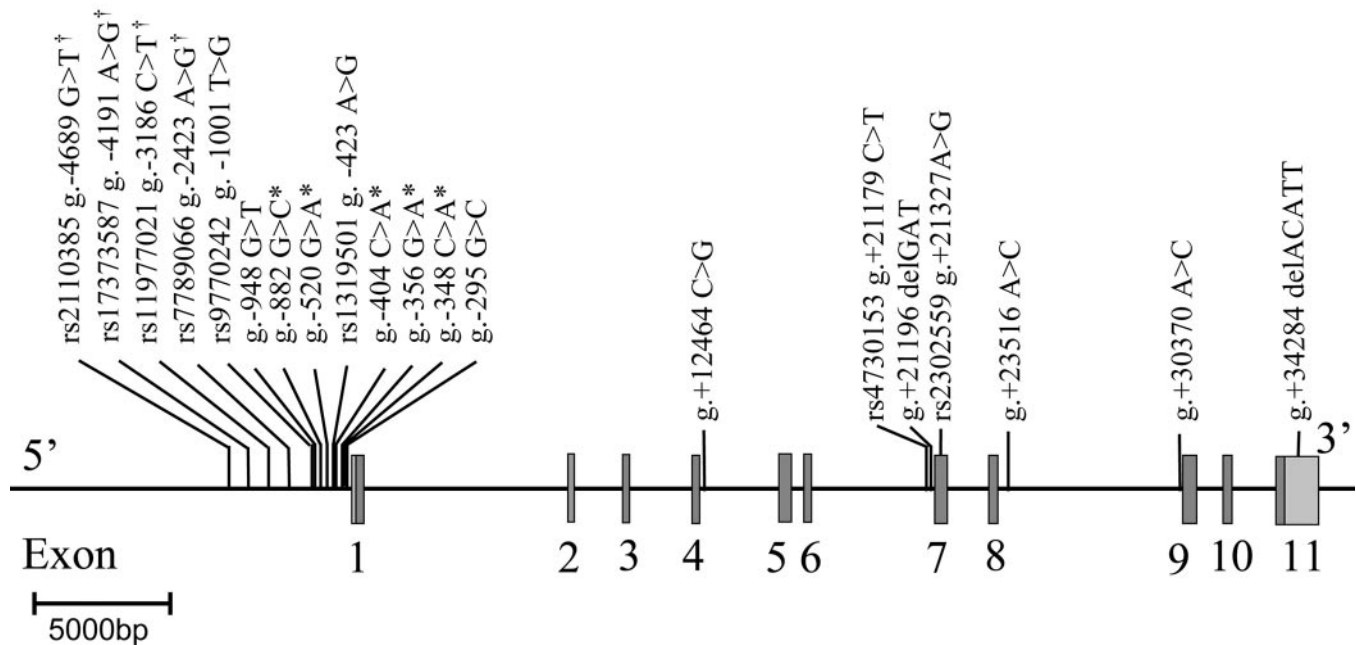 rs2110385 g.-4689 G>T†
rs17373587 g. -4191 A>G†
rs11977021 g.-3186 C>T†
rs7789066 g.-2423 A>G†
rs9770242 g. -1001 T>G
g.-948 G>T
g.-882 G>C*
g.-520 G>A*
rs1319501 g. -423 A>G
g.-404 C>A*
g.-356 G>A*
g.-348 C>A*
g.-295 G>C
g.+12464 C>G
rs4730153 g.+21179 C>T
g.+21196 delGAT
rs2302559 g.+21327A>G
g.+23516 A>C
g.+30370 A>C
g.+34284 delACATT
5’ 3’
Exon 1 2 3 4 5 6 7 8 9 10 11
5000bp